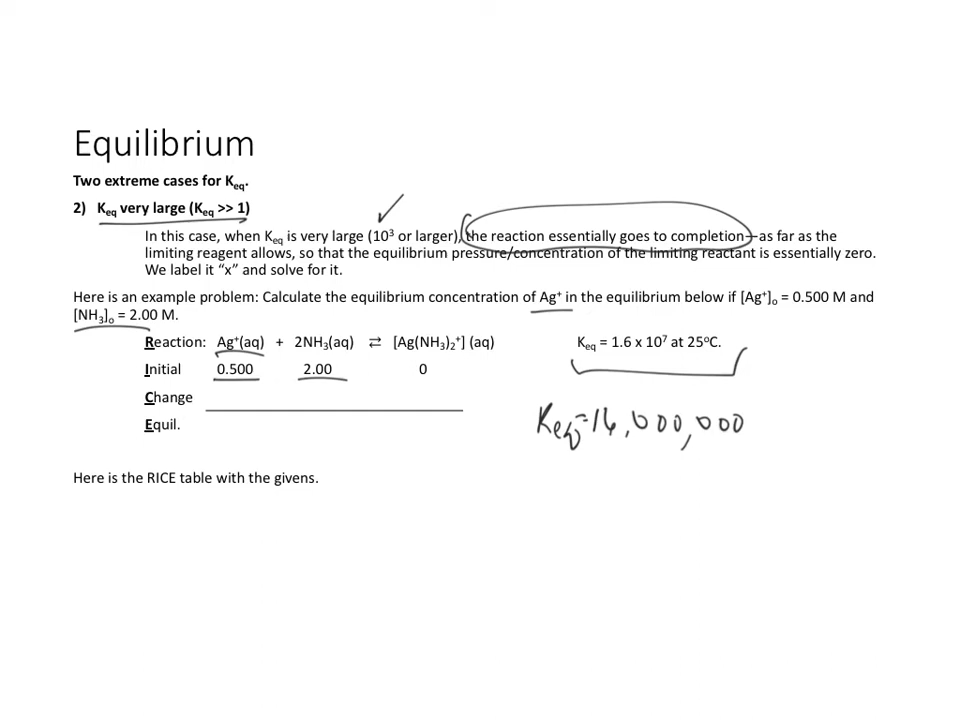 Equilibrium
Two extreme cases for Keq.
2) Keq very large (Keq >> 1)
In this case, when Keq is very large (10³ or larger), the reaction essentially goes to completion—as far as the
limiting reagent allows, so that the equilibrium pressure/concentration of the limiting reactant is essentially zero.
We label it “x” and solve for it.
Here is an example problem: Calculate the equilibrium concentration of Ag⁺ in the equilibrium below if [Ag⁺]ₒ = 0.500 M and
[NH₃]ₒ = 2.00 M.
Reaction: Ag⁺(aq) + 2NH₃(aq) ⇄ [Ag(NH₃)₂⁺] (aq) Keq = 1.6 x 10⁷ at 25°C.
Initial 0.500 2.00 0
Change
Equil.
Keq=16,000,000
Here is the RICE table with the givens.